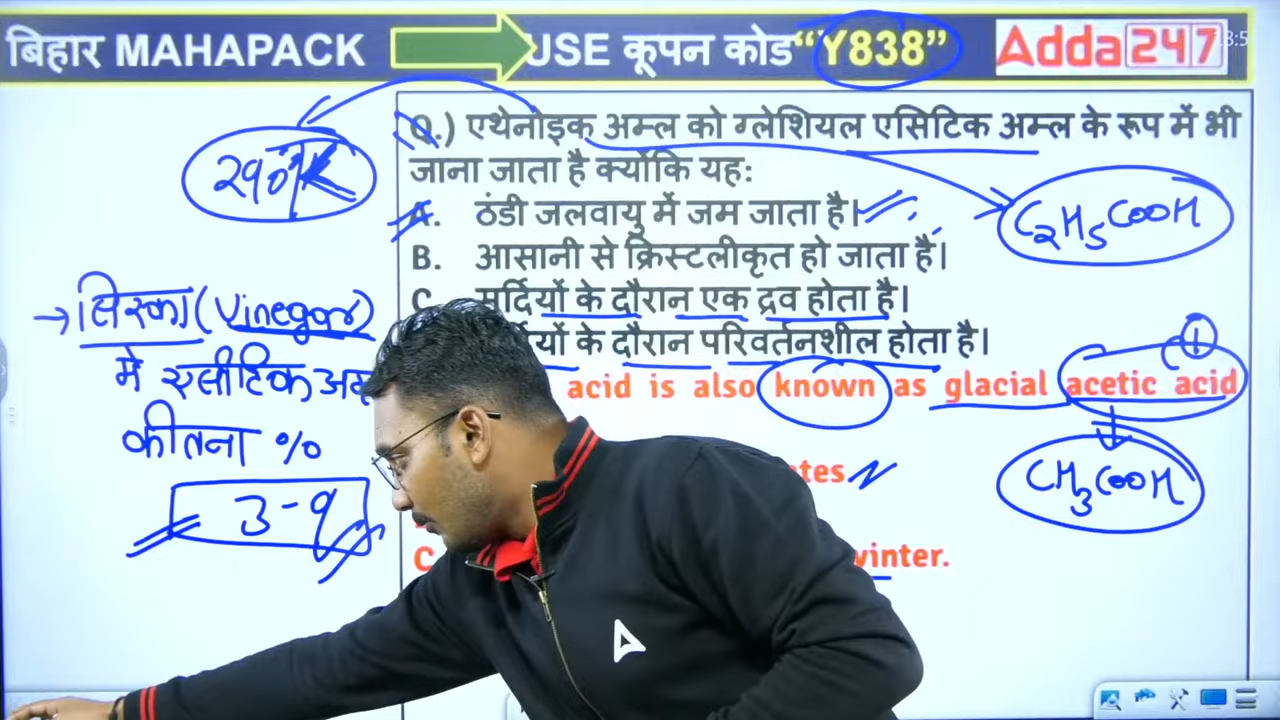 बिहार MAHAPACK USE कूपन कोड “Y838” Adda247
Q.) एथेनोइक अम्ल को ग्लेशियल एसिटिक अम्ल के रूप में भी
जाना जाता है क्योंकि यह:
A. ठंडी जलवायु में जम जाता है।
B. आसानी से क्रिस्टलीकृत हो जाता है।
C. सर्दियों के दौरान एक द्रव होता है।
के दौरान परिवर्तनशील होता है।
acid is also known as glacial acetic acid
C
winter.
290K
C2H5COOH
1
CH3COOH
→ सिरका (Vinegar)
में एसीटिक
कीतना %
3-9